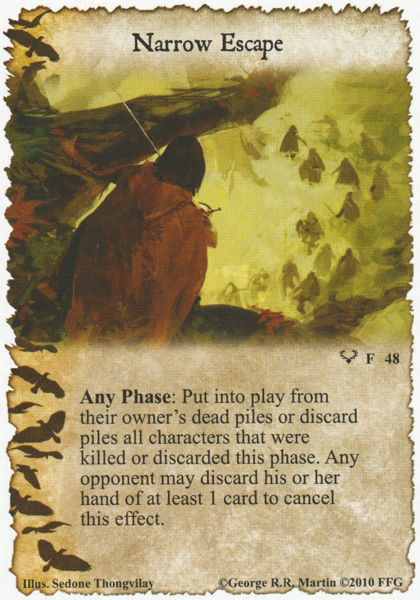 Narrow Escape
F 48
Any Phase: Put into play from
their owner's dead piles or discard
piles all characters that were
killed or discarded this phase. Any
opponent may discard his or her
hand of at least 1 card to cancel
this effect.
Illus. Sedone Thongvilay ©George R.R. Martin ©2010 FFG